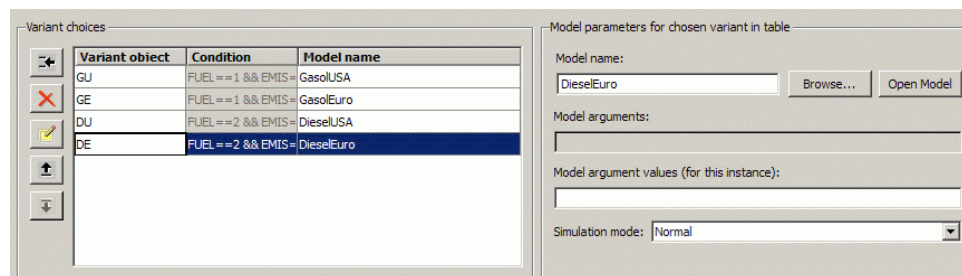 Variant choices
Variant object Condition Model name
GU FUEL==1 && EMIS= GasolUSA
GE FUEL==1 && EMIS= GasolEuro
DU FUEL==2 && EMIS= DieselUSA
DE FUEL==2 && EMIS= DieselEuro
Model parameters for chosen variant in table
Model name:
DieselEuro Browse... Open Model
Model arguments:
Model argument values (for this instance):
Simulation mode: Normal